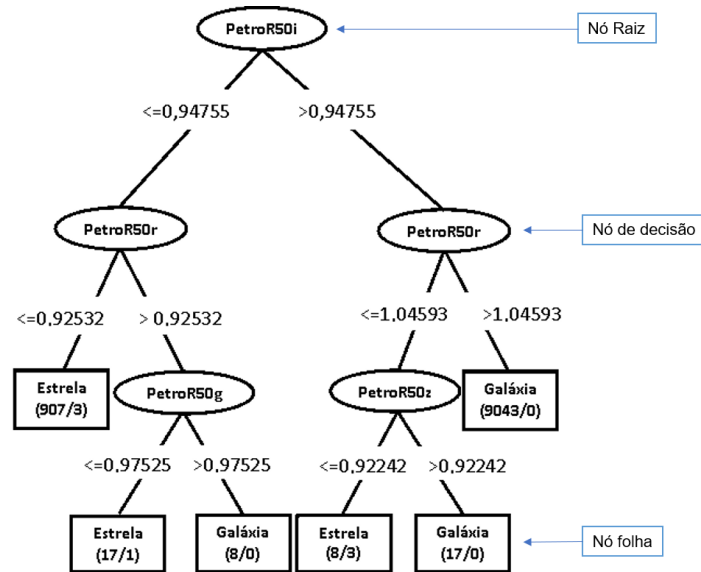 PetroR50i
Nó Raiz
<=0,94755
>0,94755
PetroR50r
PetroR50r
Nó de decisão
<=0,92532
> 0,92532
<=1,04593
>1,04593
Estrela
(907/3)
PetroR50g
PetroR50z
Galáxia
(9043/0)
<=0,97525
>0,97525
<=0,92242
>0,92242
Estrela
(17/1)
Galáxia
(8/0)
Estrela
(8/3)
Galáxia
(17/0)
Nó folha